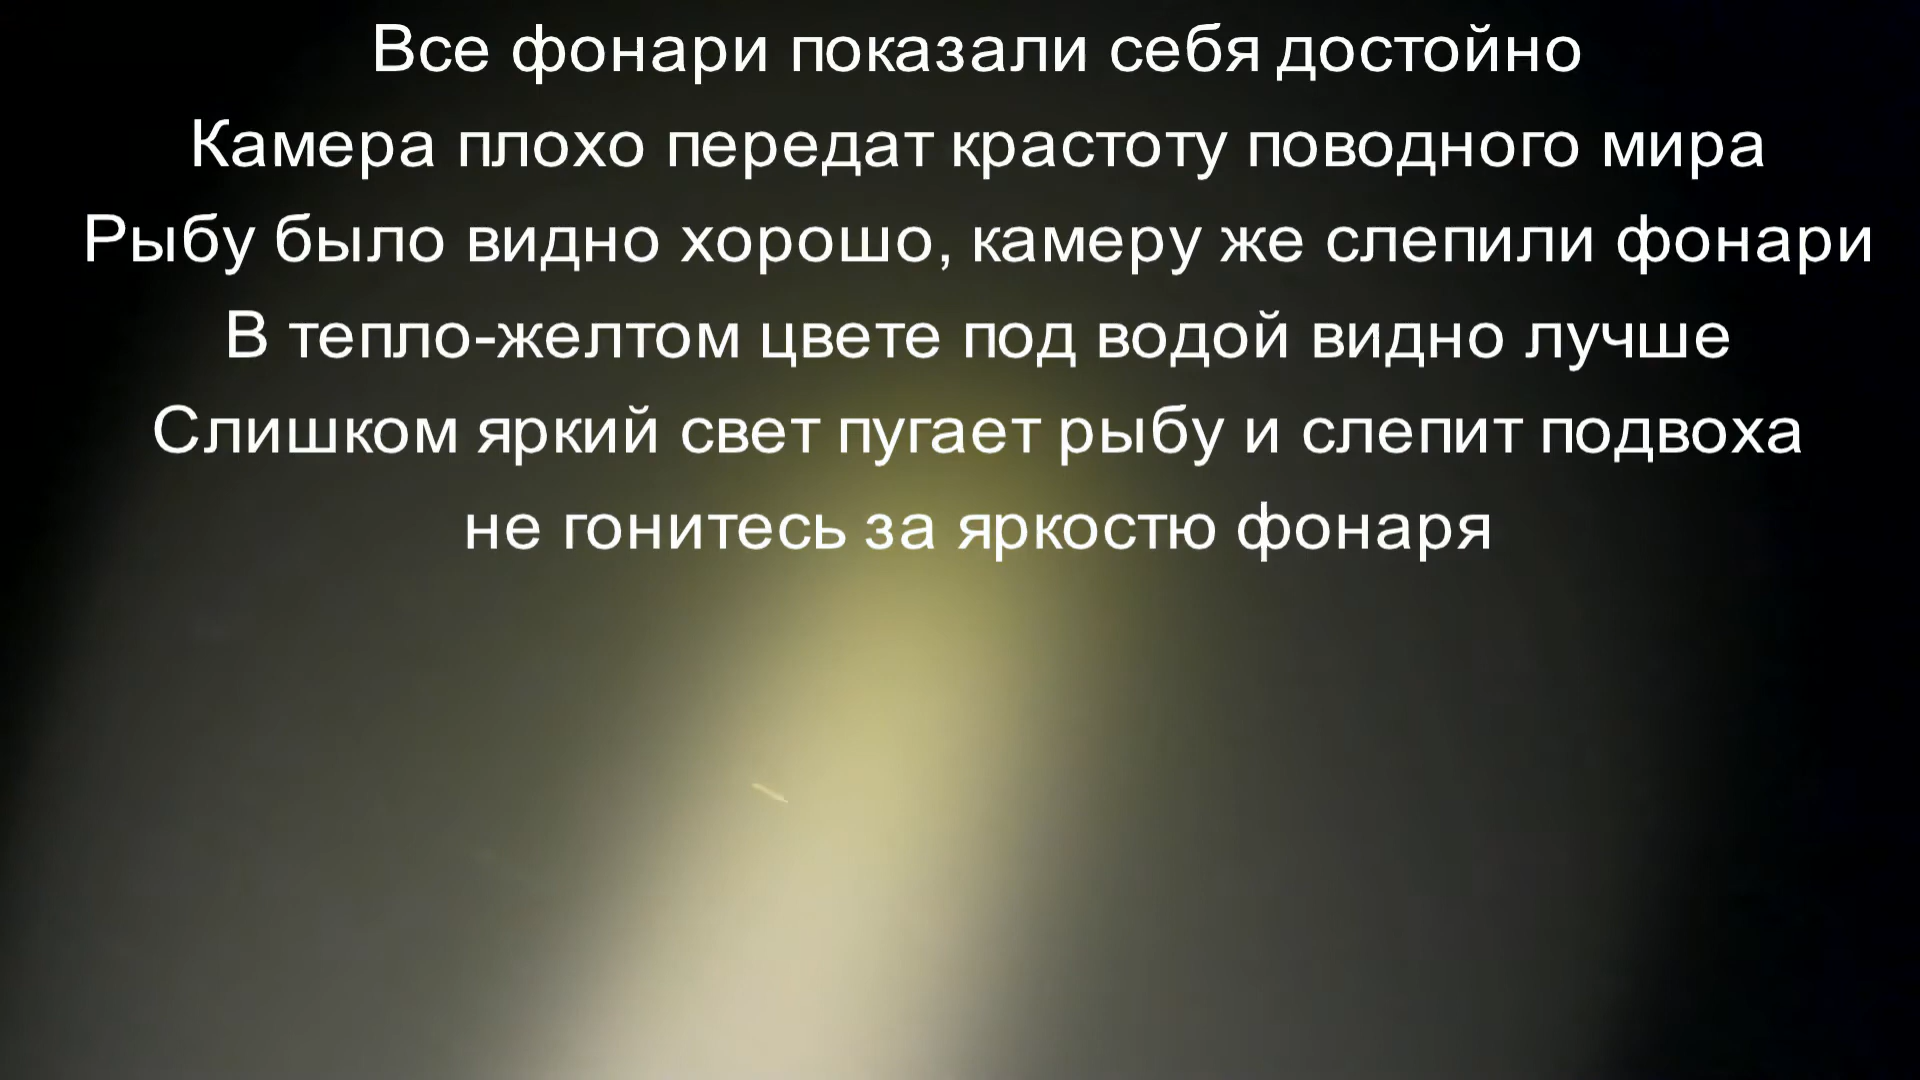 Все фонари показали себя достойно
Камера плохо передат крастоту поводного мира
Рыбу было видно хорошо, камеру же слепили фонари
В тепло-желтом цвете под водой видно лучше
Слишком яркий свет пугает рыбу и слепит подвоха
не гонитесь за яркостю фонаря